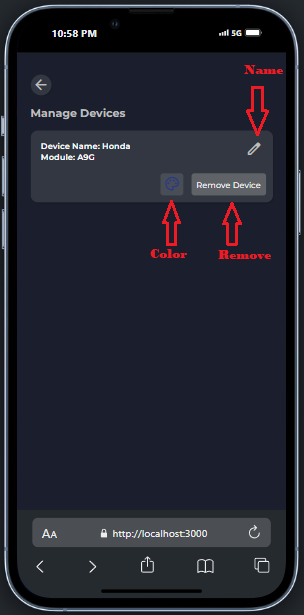 10:58 PM
5G
Name
Manage Devices
Device Name: Honda
Module: A9G
Remove Device
Color
Remove
AA
http://localhost:3000